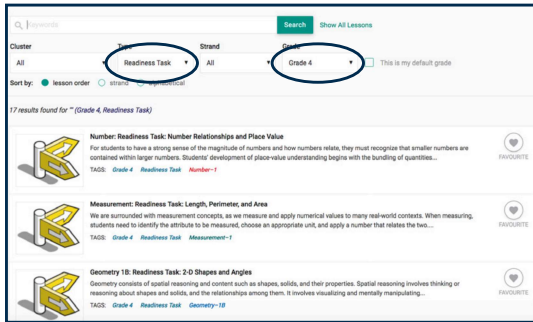 Keywords
Search
Show All Lessons
Cluster
Type
Strand
Grade
All
Readiness Task
All
Grade 4
This is my default grade
Sort by:
lesson order
strand
alphabetical
17 results found for "" (Grade 4, Readiness Task)
Number: Readiness Task: Number Relationships and Place Value
For students to have a strong sense of the magnitude of numbers and how numbers relate, they must recognize that smaller numbers are
contained within larger numbers. Students' development of place-value understanding begins with the bundling of quantities...
TAGS: Grade 4 Readiness Task Number–1
FAVOURITE
Measurement: Readiness Task: Length, Perimeter, and Area
We are surrounded with measurement concepts, as we measure and apply numerical values to many real-world contexts. When measuring,
students need to identify the attribute to be measured, choose an appropriate unit, and apply a number that relates the two....
TAGS: Grade 4 Readiness Task Measurement–1
FAVOURITE
Geometry 1B: Readiness Task: 2-D Shapes and Angles
Geometry consists of spatial reasoning and content such as shapes, solids, and their properties. Spatial reasoning involves thinking or
reasoning about shapes and solids, and the relationships among them. It involves visualizing and mentally manipulating...
TAGS: Grade 4 Readiness Task Geometry–1B
FAVOURITE